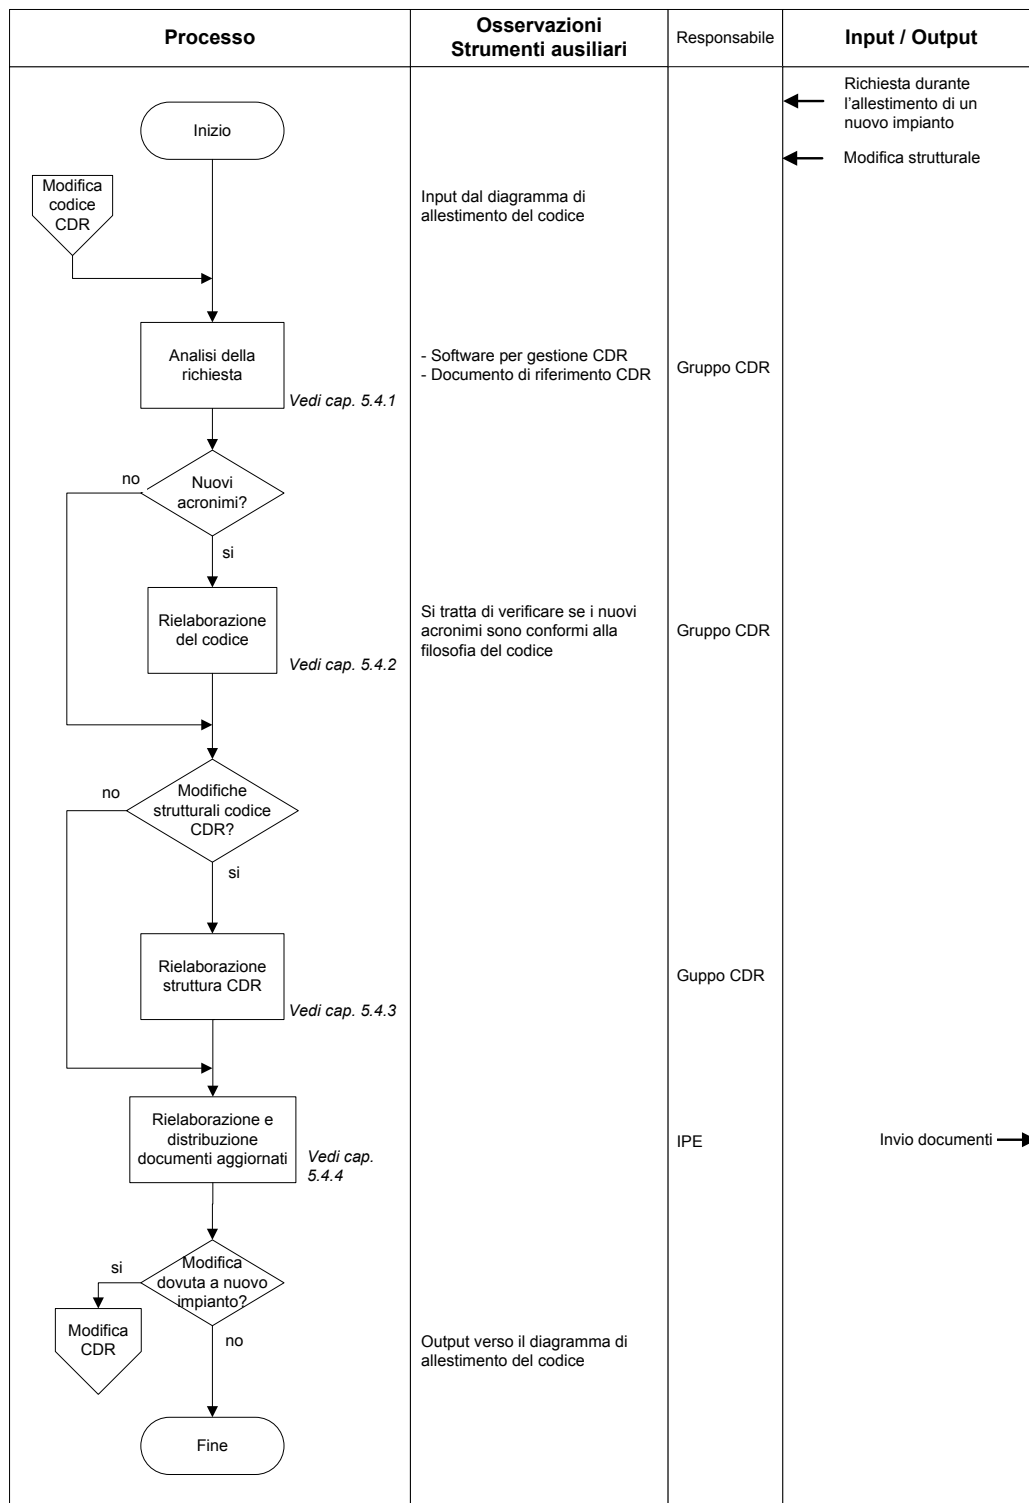 Processo
Osservazioni
Strumenti ausiliari
Responsabile
Input / Output
Richiesta durante
l'allestimento di un
nuovo impianto
Inizio
Modifica strutturale
Modifica
codice
CDR
Input dal diagramma di
allestimento del codice
Analisi della
richiesta
Vedi cap. 5.4.1
- Software per gestione CDR
- Documento di riferimento CDR
Gruppo CDR
no
Nuovi
acronimi?
si
Rielaborazione
del codice
Vedi cap. 5.4.2
Si tratta di verificare se i nuovi
acronimi sono conformi alla
filosofia del codice
Gruppo CDR
no
Modifiche
strutturali codice
CDR?
si
Rielaborazione
struttura CDR
Vedi cap. 5.4.3
Guppo CDR
Rielaborazione e
distribuzione
documenti aggiornati
Vedi cap.
5.4.4
IPE
Invio documenti
si
Modifica
dovuta a nuovo
impianto?
Modifica
CDR
no
Output verso il diagramma di
allestimento del codice
Fine